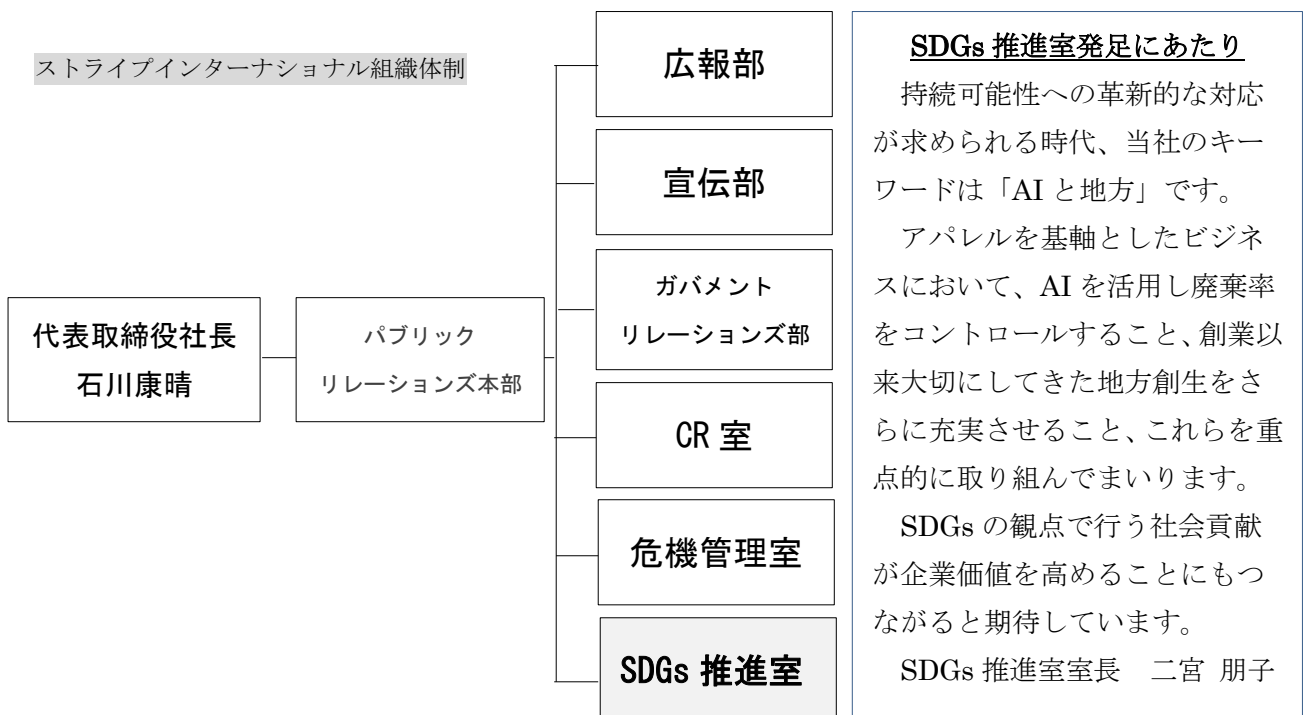 ストライプインターナショナル組織体制
代表取締役社長
石川康晴
パブリック
リレーションズ本部
広報部
宣伝部
ガバメント
リレーションズ部
CR 室
危機管理室
SDGs 推進室
SDGs 推進室発足にあたり
持続可能性への革新的な対応
が求められる時代、当社のキー
ワードは「AI と地方」です。
アパレルを基軸としたビジネ
スにおいて、AI を活用し廃棄率
をコントロールすること、創業以
来大切にしてきた地方創生をさ
らに充実させること、これらを重
点的に取り組んでまいります。
SDGs の観点で行う社会貢献
が企業価値を高めることにもつ
ながると期待しています。
SDGs 推進室室長　二宮 朋子